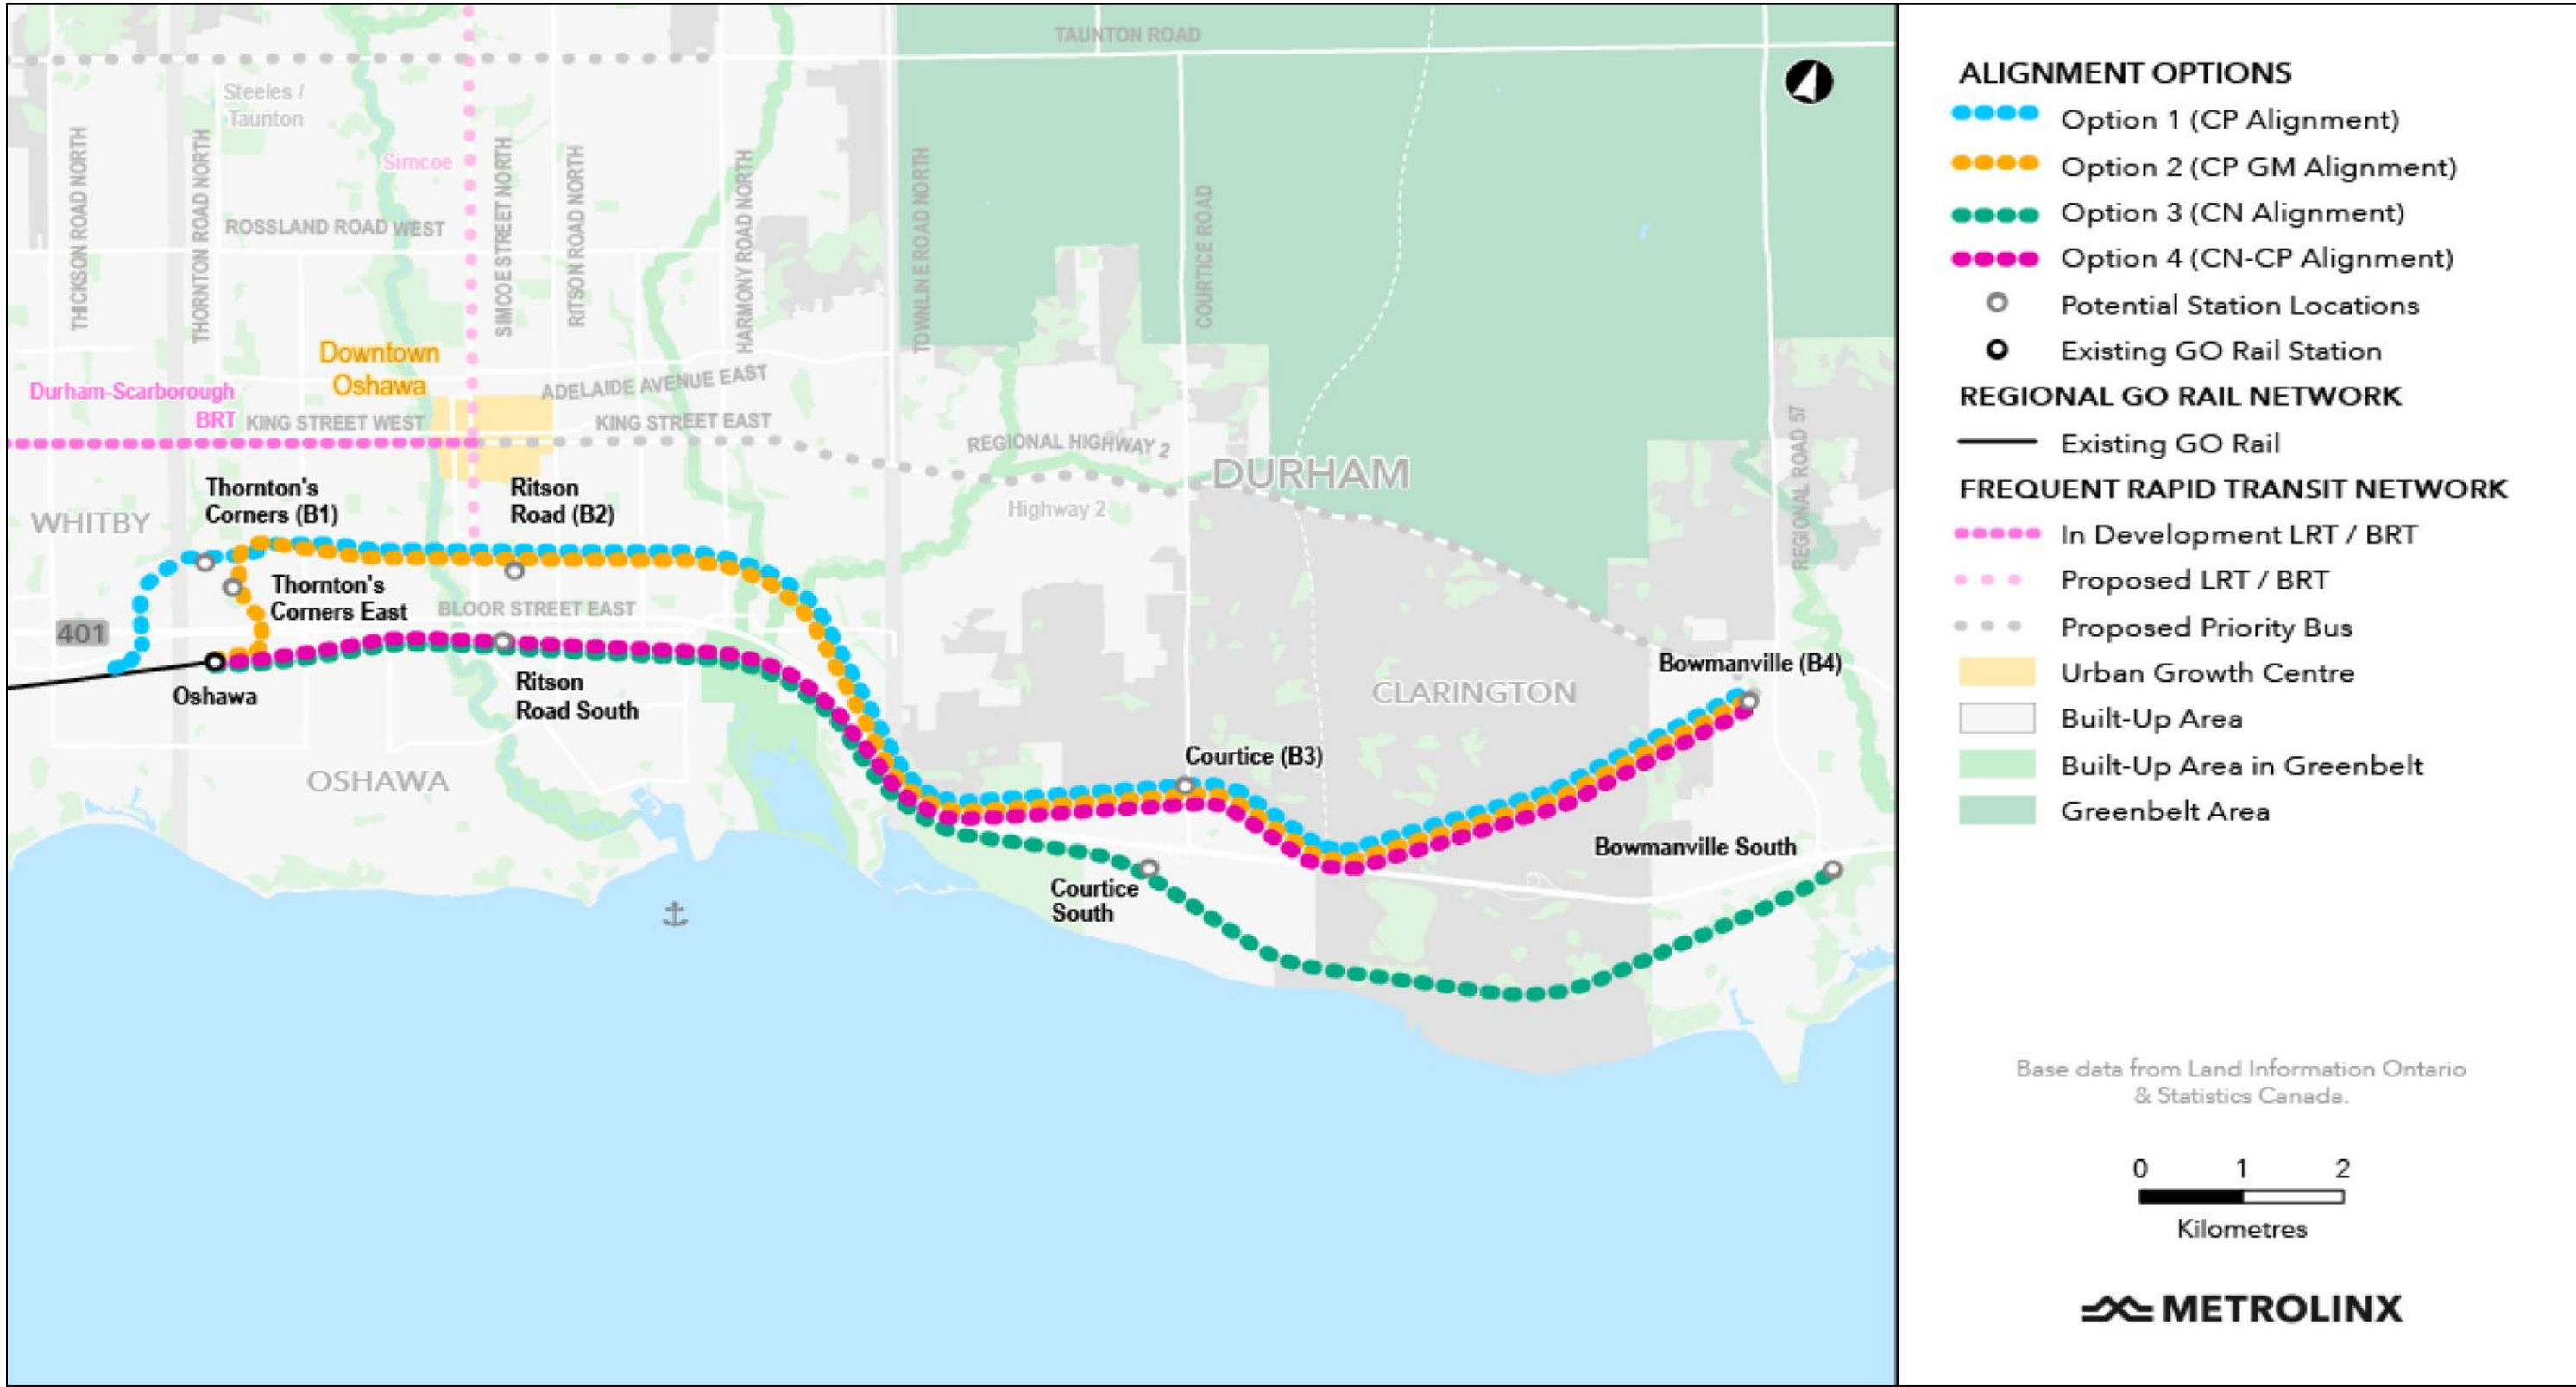 TAUNTON ROAD
Steeles /
Taunton
Simcoe
THICKSON ROAD NORTH
THORNTON ROAD NORTH
SIMCOE STREET NORTH
RITSON ROAD NORTH
HARMONY ROAD NORTH
TOWNLINE ROAD NORTH
COURTICE ROAD
ROSSLAND ROAD WEST
Downtown
Oshawa
Durham-Scarborough
BRT
KING STREET WEST
ADELAIDE AVENUE EAST
KING STREET EAST
REGIONAL HIGHWAY 2
DURHAM
REGIONAL ROAD 57
Highway 2
WHITBY
Thornton's
Corners (B1)
Ritson
Road (B2)
Thornton's
Corners East
BLOOR STREET EAST
401
Oshawa
Ritson
Road South
OSHAWA
Bowmanville (B4)
CLARINGTON
Courtice (B3)
Bowmanville South
Courtice
South
ALIGNMENT OPTIONS
Option 1 (CP Alignment)
Option 2 (CP GM Alignment)
Option 3 (CN Alignment)
Option 4 (CN-CP Alignment)
Potential Station Locations
Existing GO Rail Station
REGIONAL GO RAIL NETWORK
Existing GO Rail
FREQUENT RAPID TRANSIT NETWORK
In Development LRT / BRT
Proposed LRT / BRT
Proposed Priority Bus
Urban Growth Centre
Built-Up Area
Built-Up Area in Greenbelt
Greenbelt Area
Base data from Land Information Ontario
& Statistics Canada.
0 1 2
Kilometres
METROLINX